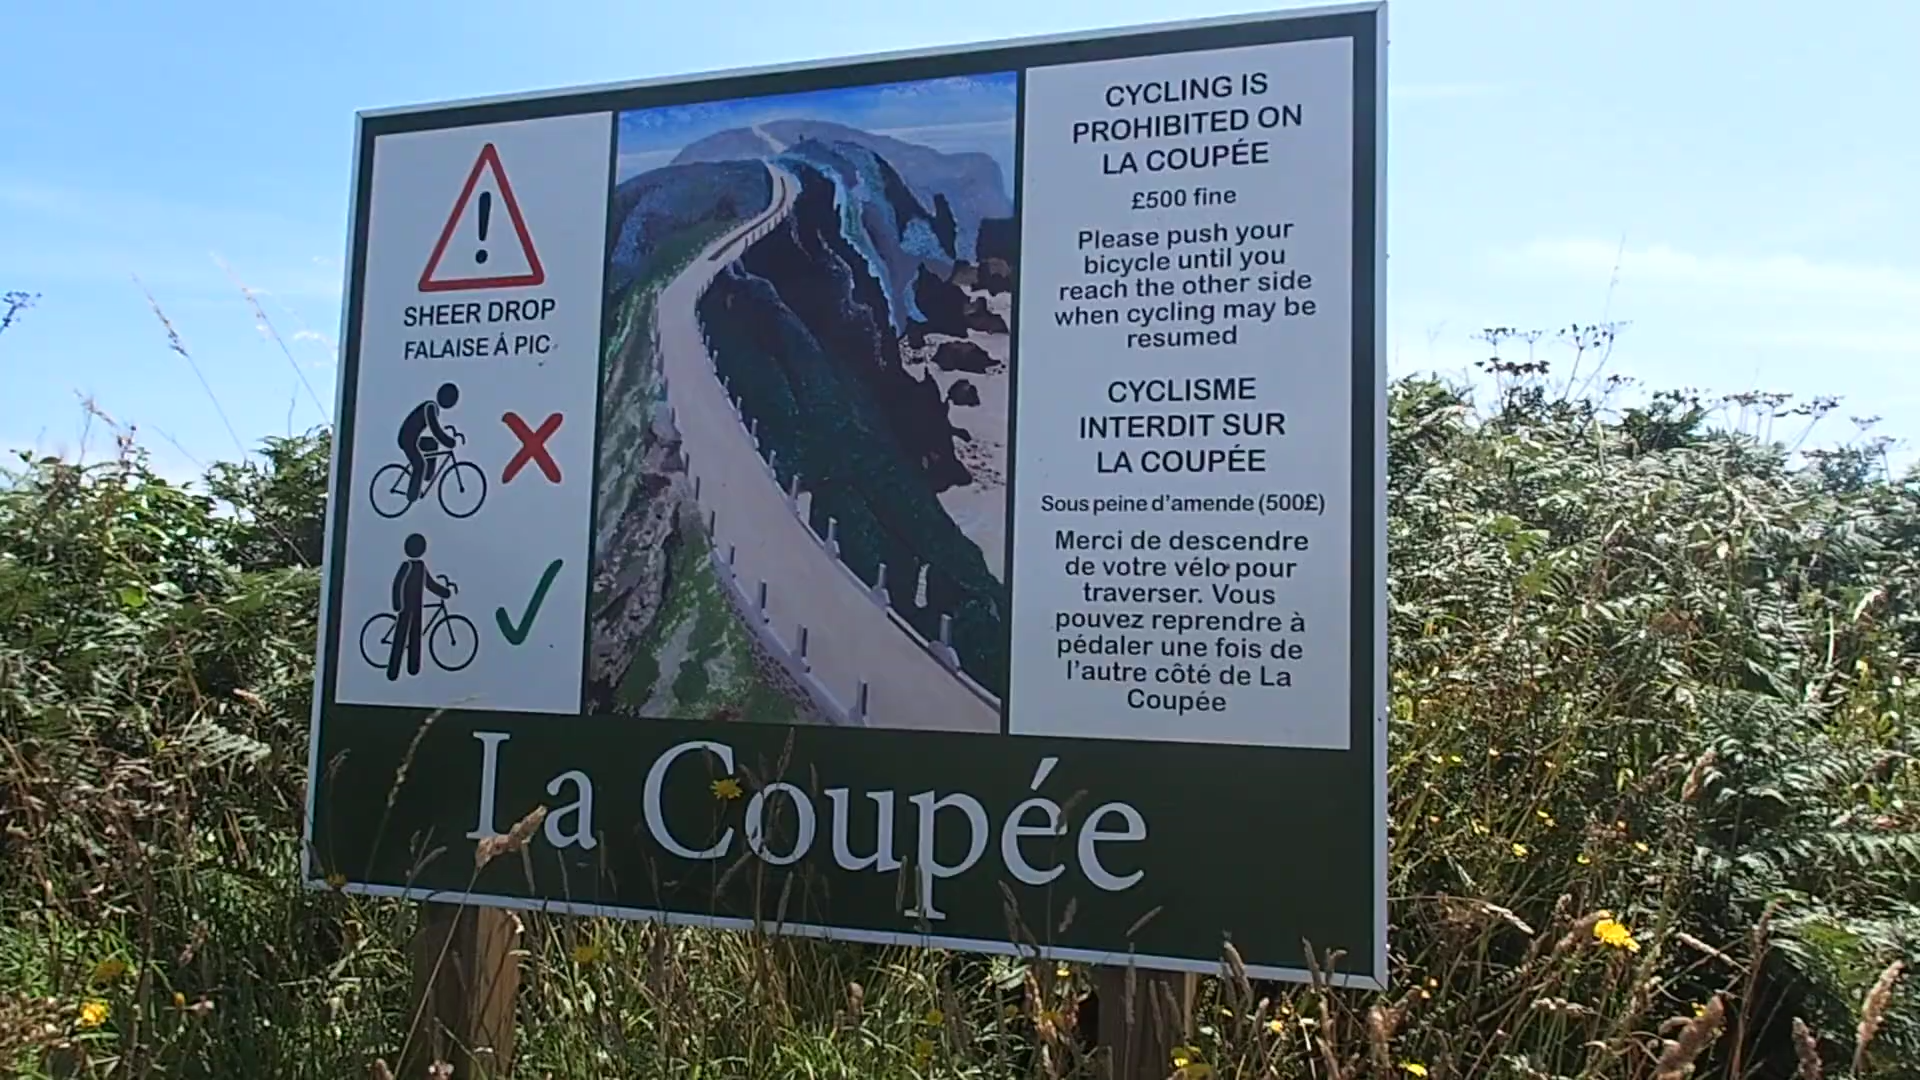 SHEER DROP
FALAISE Á PIC
CYCLING IS
PROHIBITED ON
LA COUPÉE
£500 fine
Please push your
bicycle until you
reach the other side
when cycling may be
resumed
CYCLISME
INTERDIT SUR
LA COUPÉE
Sous peine d'amende (500£)
Merci de descendre
de votre vélo pour
traverser. Vous
pouvez reprendre à
pédaler une fois de
l'autre côté de La
Coupée
La Coupée